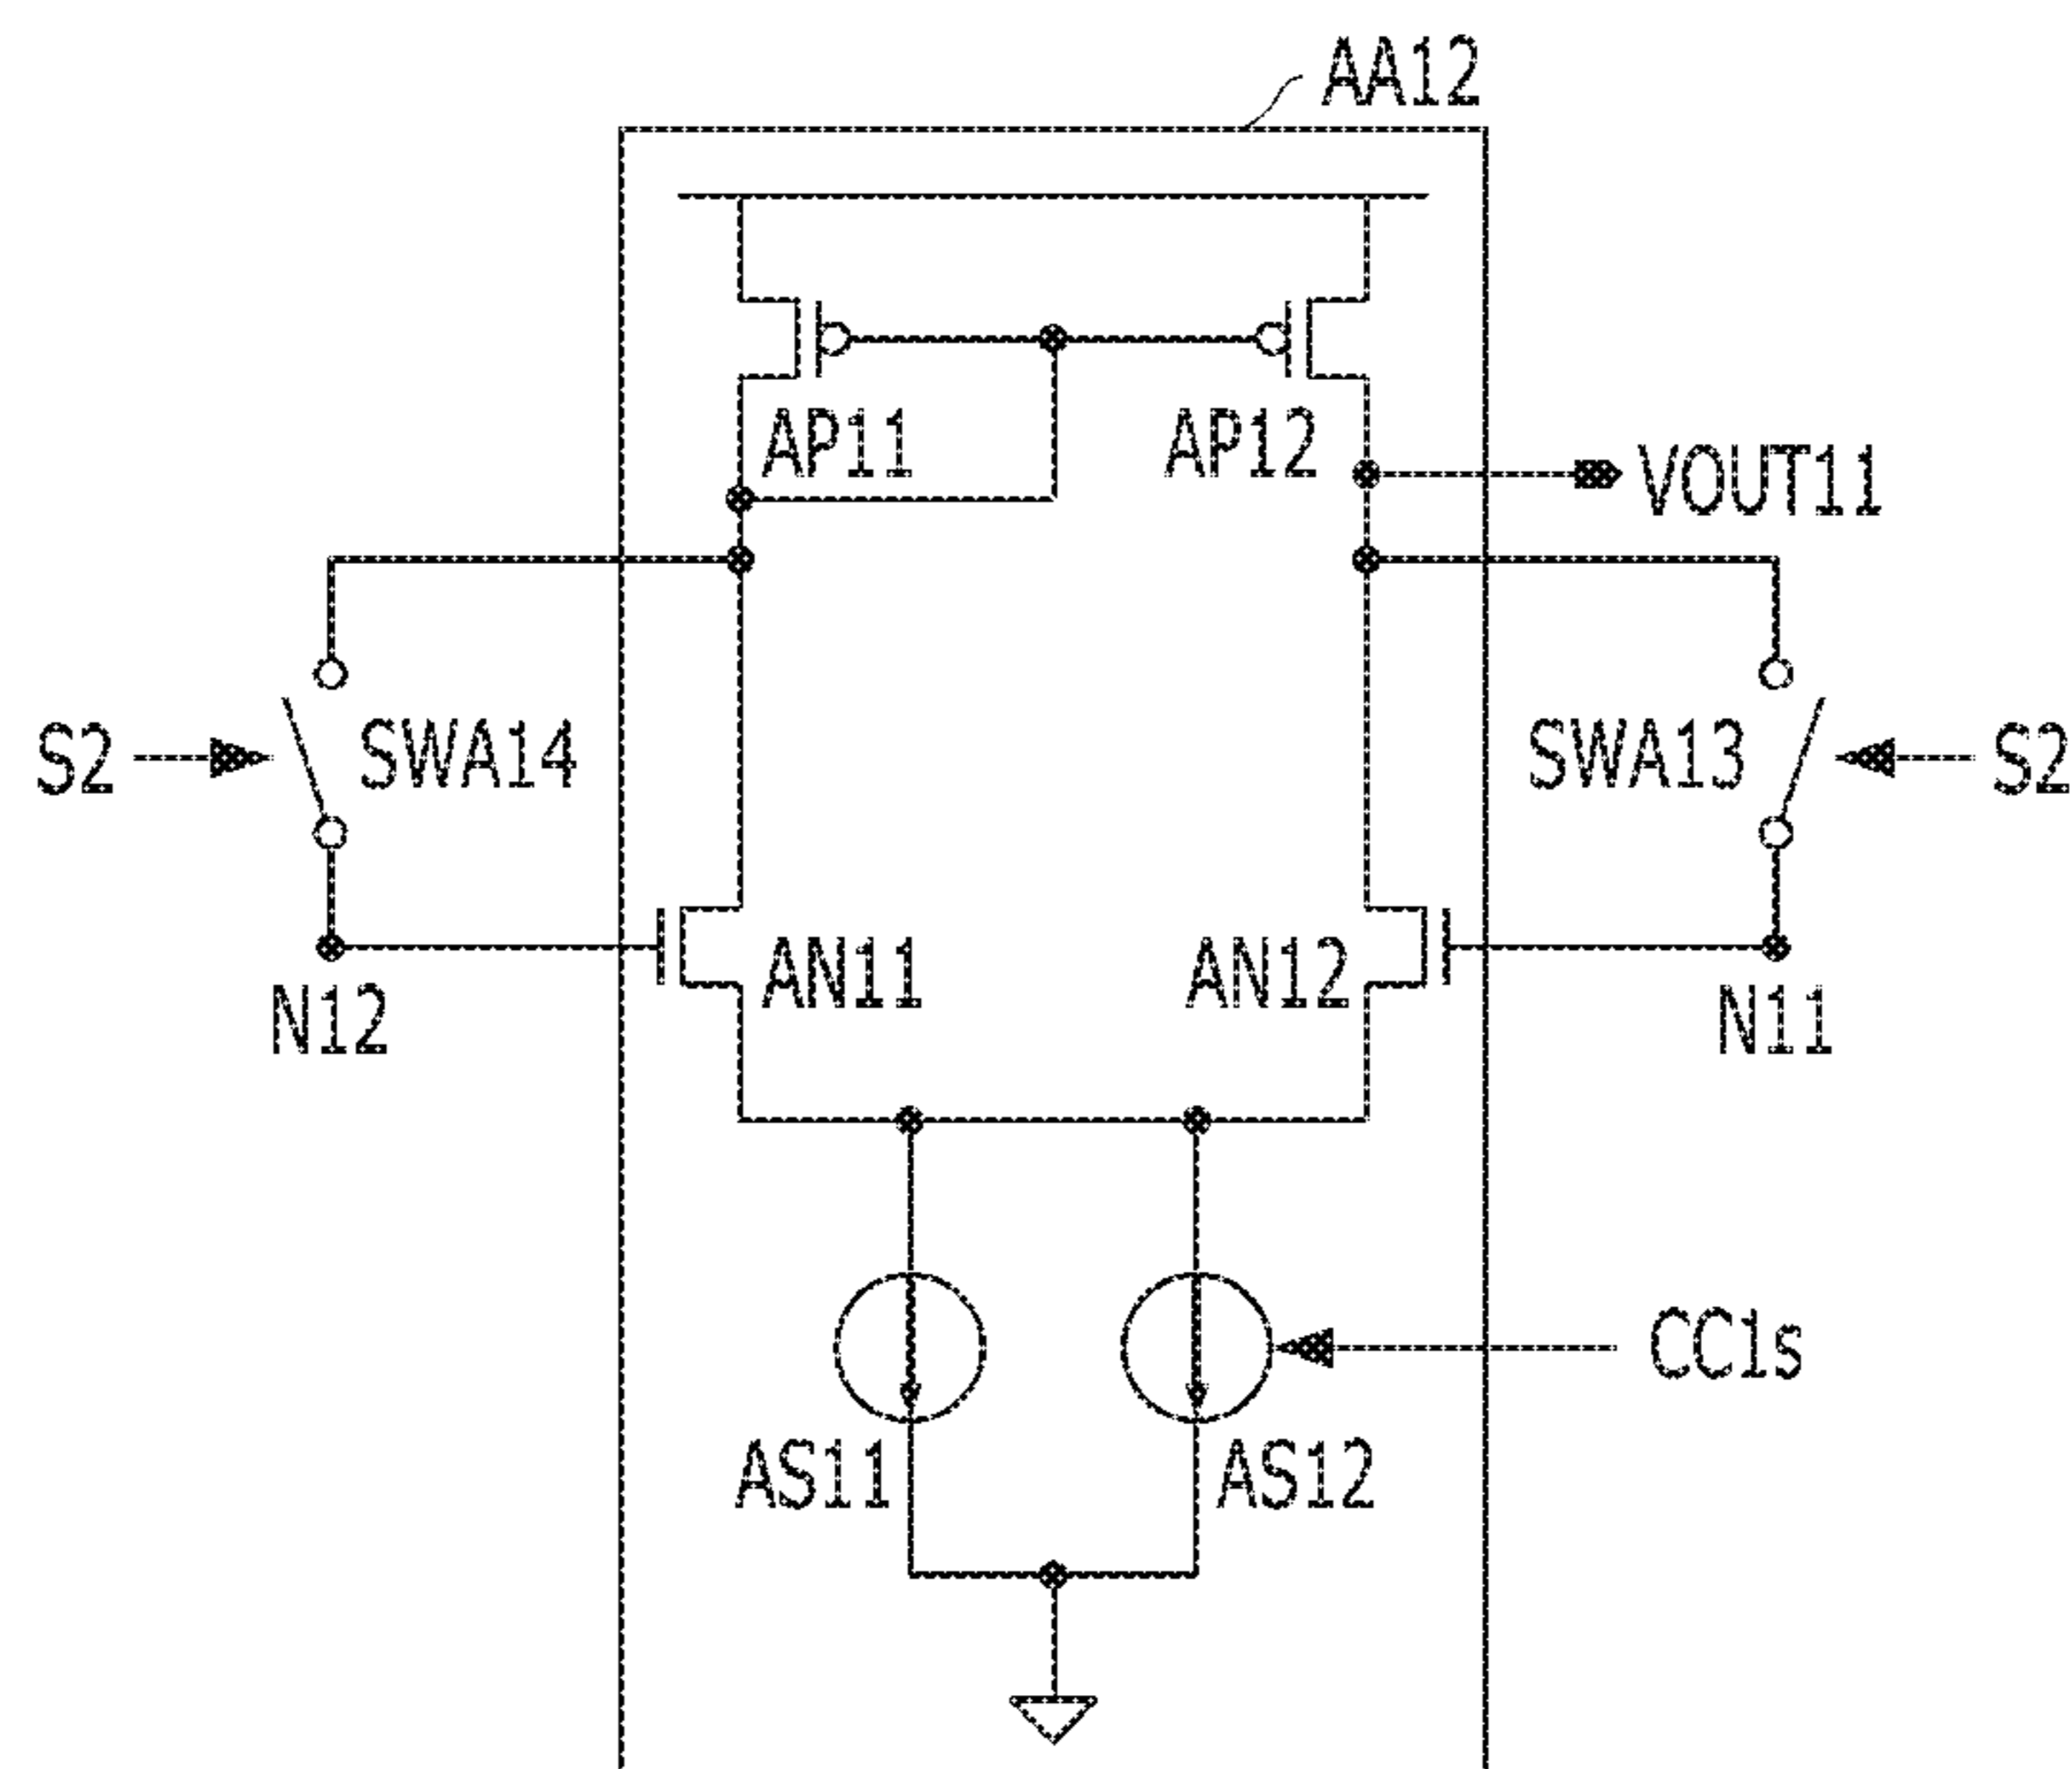 AA12
AP11
AP12
VOUT11
S2
SWA14
SWA13
S2
AN11
AN12
N12
N11
CC1s
AS11
AS12